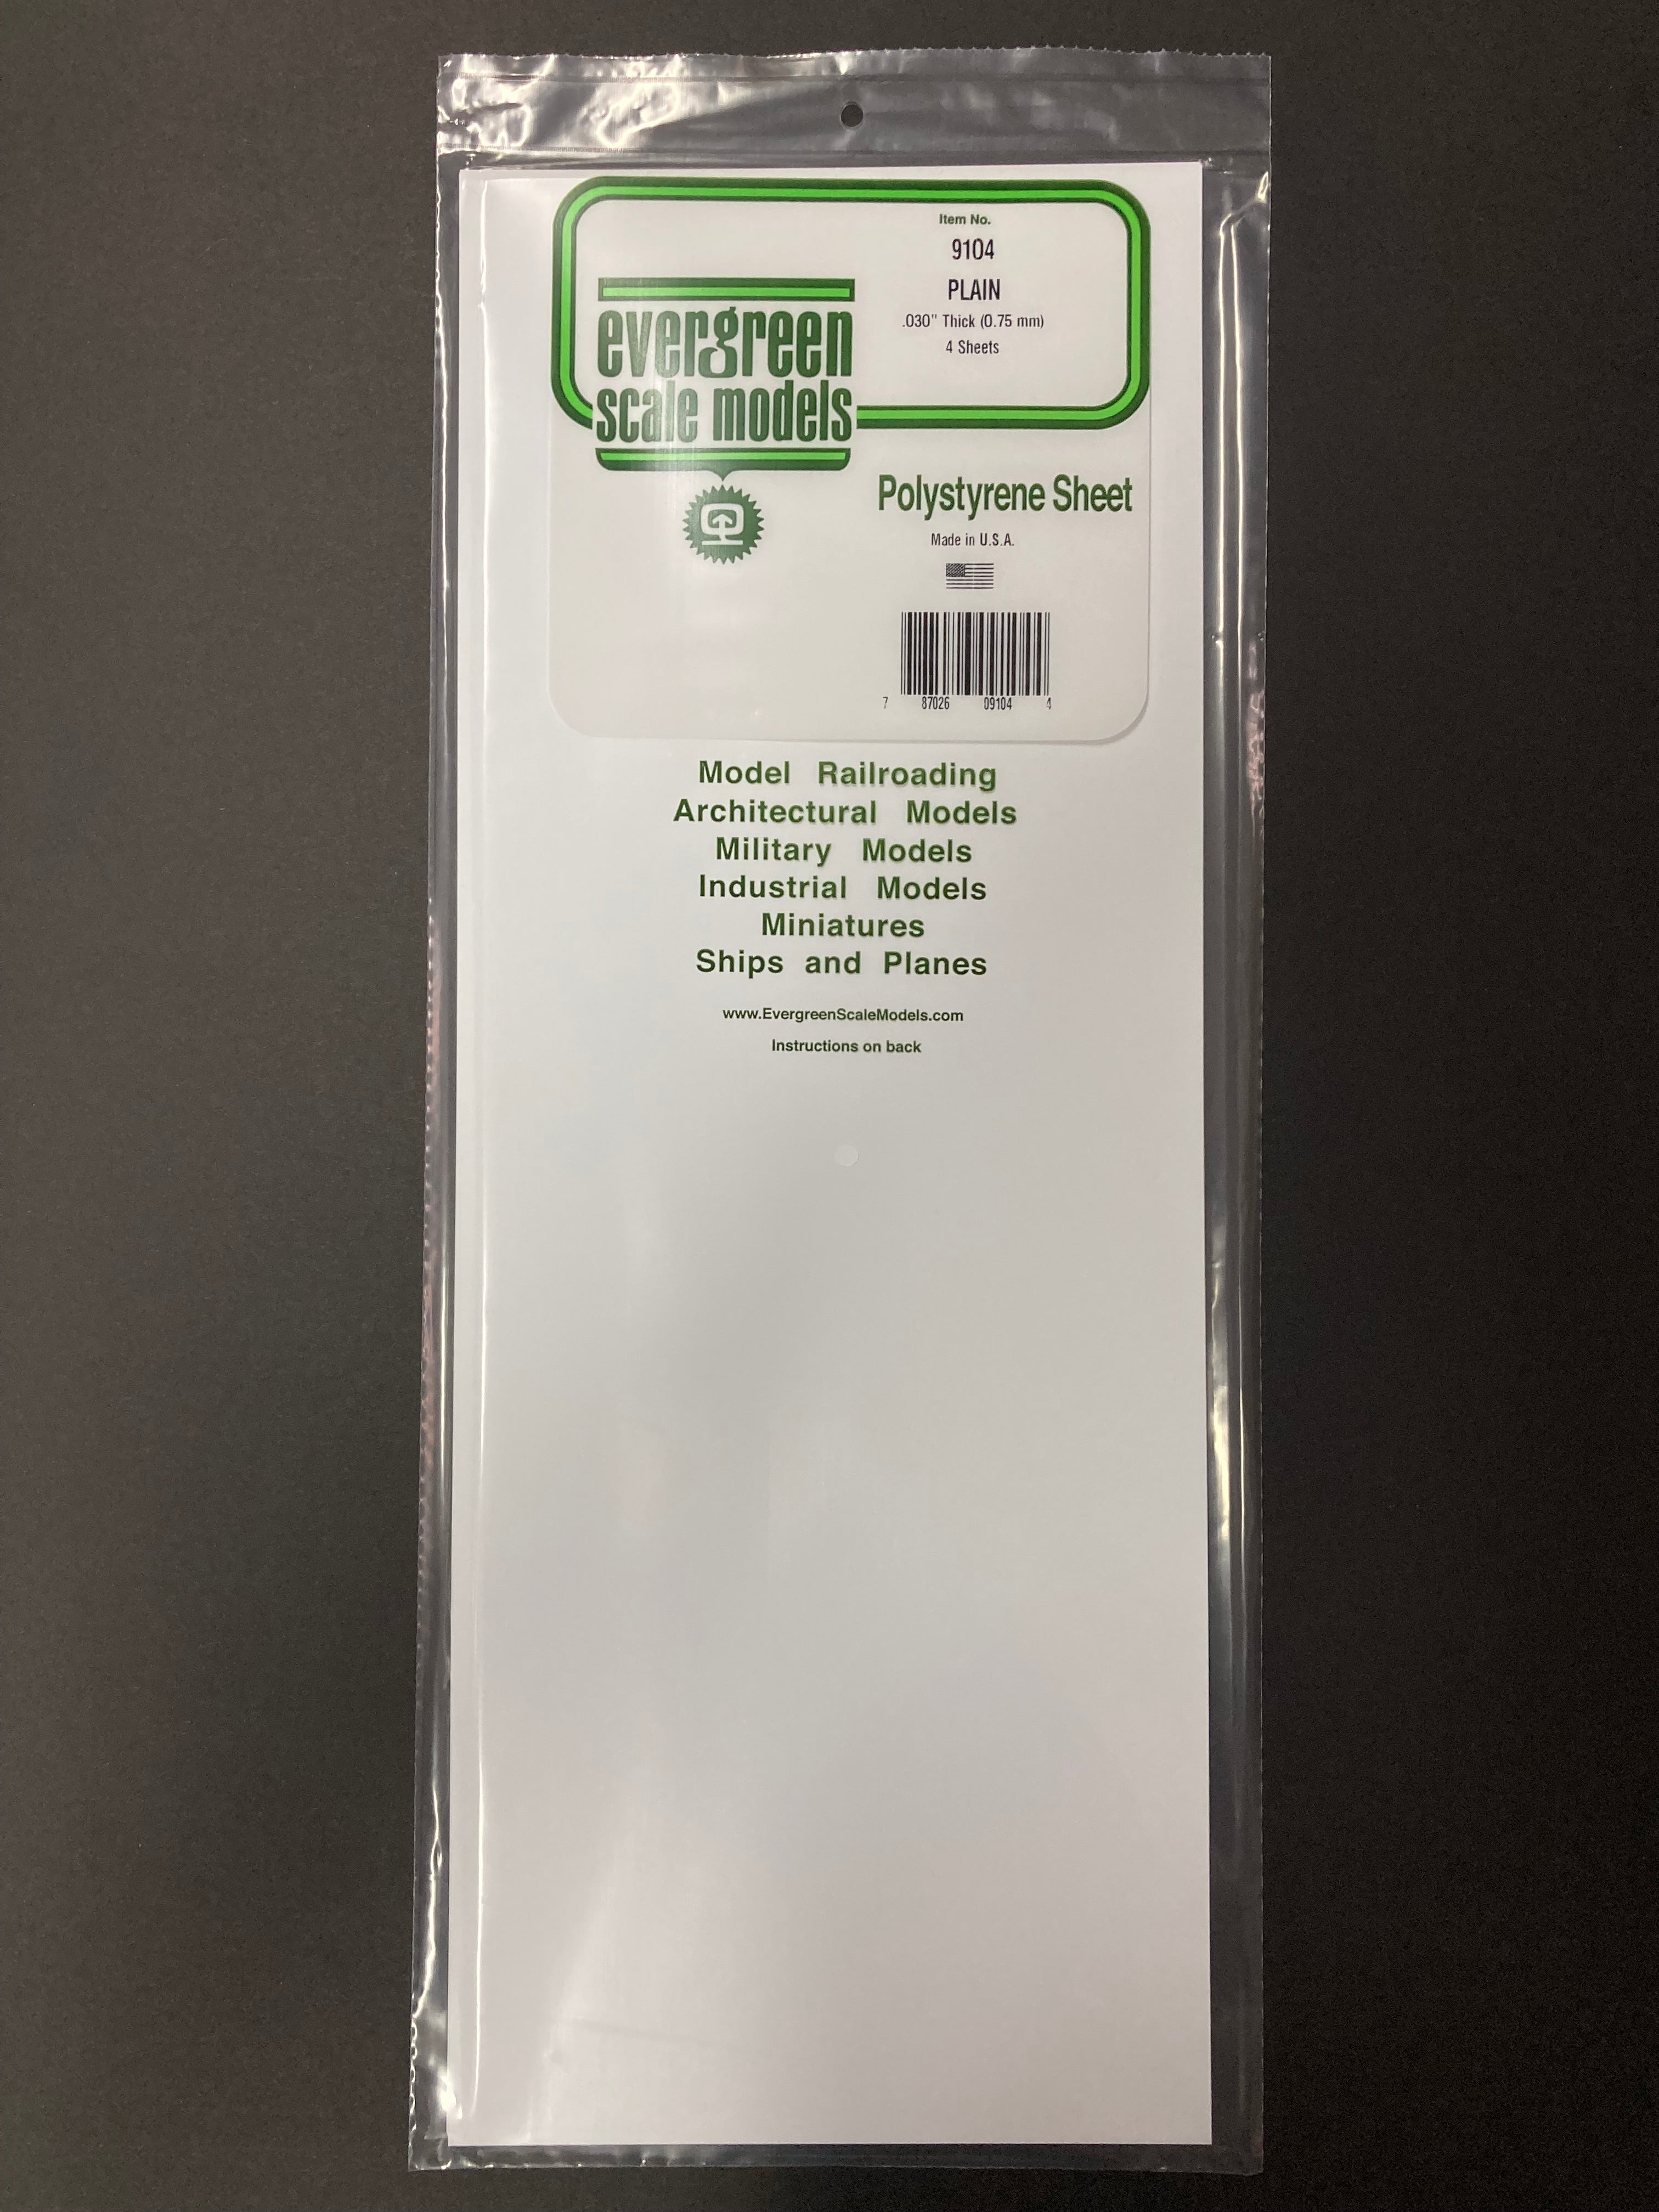 Item No.
9104
PLAIN
.030" Thick (0.75 mm)
4 Sheets
evergreen
scale models
Polystyrene Sheet
Made in U.S.A.
7 87026 09104 4
Model Railroading
Architectural Models
Military Models
Industrial Models
Miniatures
Ships and Planes
www.EvergreenScaleModels.com
Instructions on back